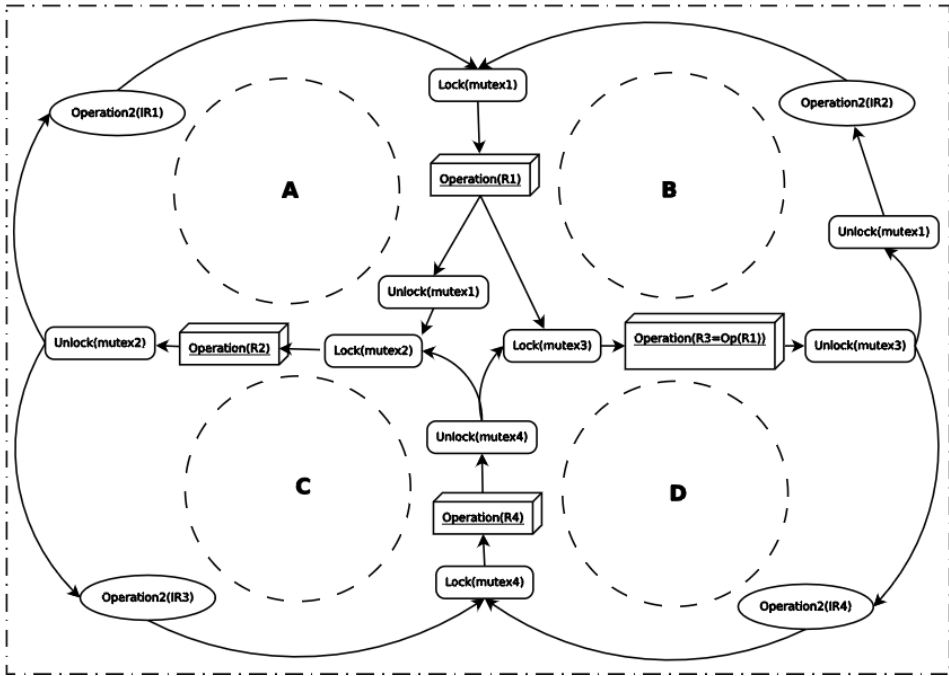 Lock(mutex1)
Operation2(IR1)
Operation2(IR2)
A
Operation(R1)
B
Unlock(mutex1)
Unlock(mutex1)
Unlock(mutex2)
Operation(R2)
Lock(mutex2)
Lock(mutex3)
Operation(R3=Op(R1))
Unlock(mutex3)
Unlock(mutex4)
C
D
Operation(R4)
Lock(mutex4)
Operation2(IR3)
Operation2(IR4)